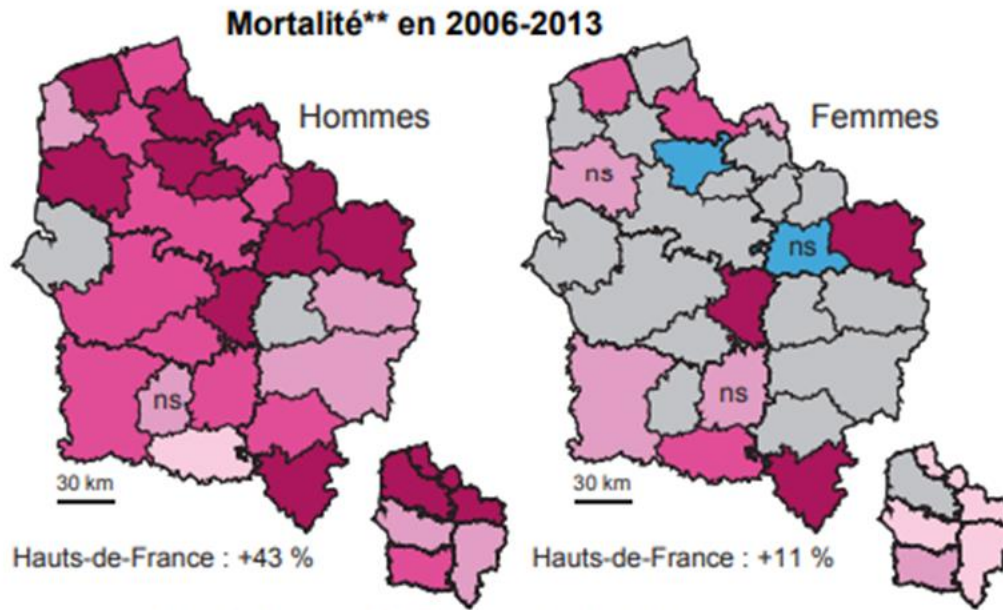 Mortalité** en 2006-2013
Hommes
Femmes
ns
ns
ns
ns
30 km
30 km
Hauts-de-France : +43 %
Hauts-de-France : +11 %